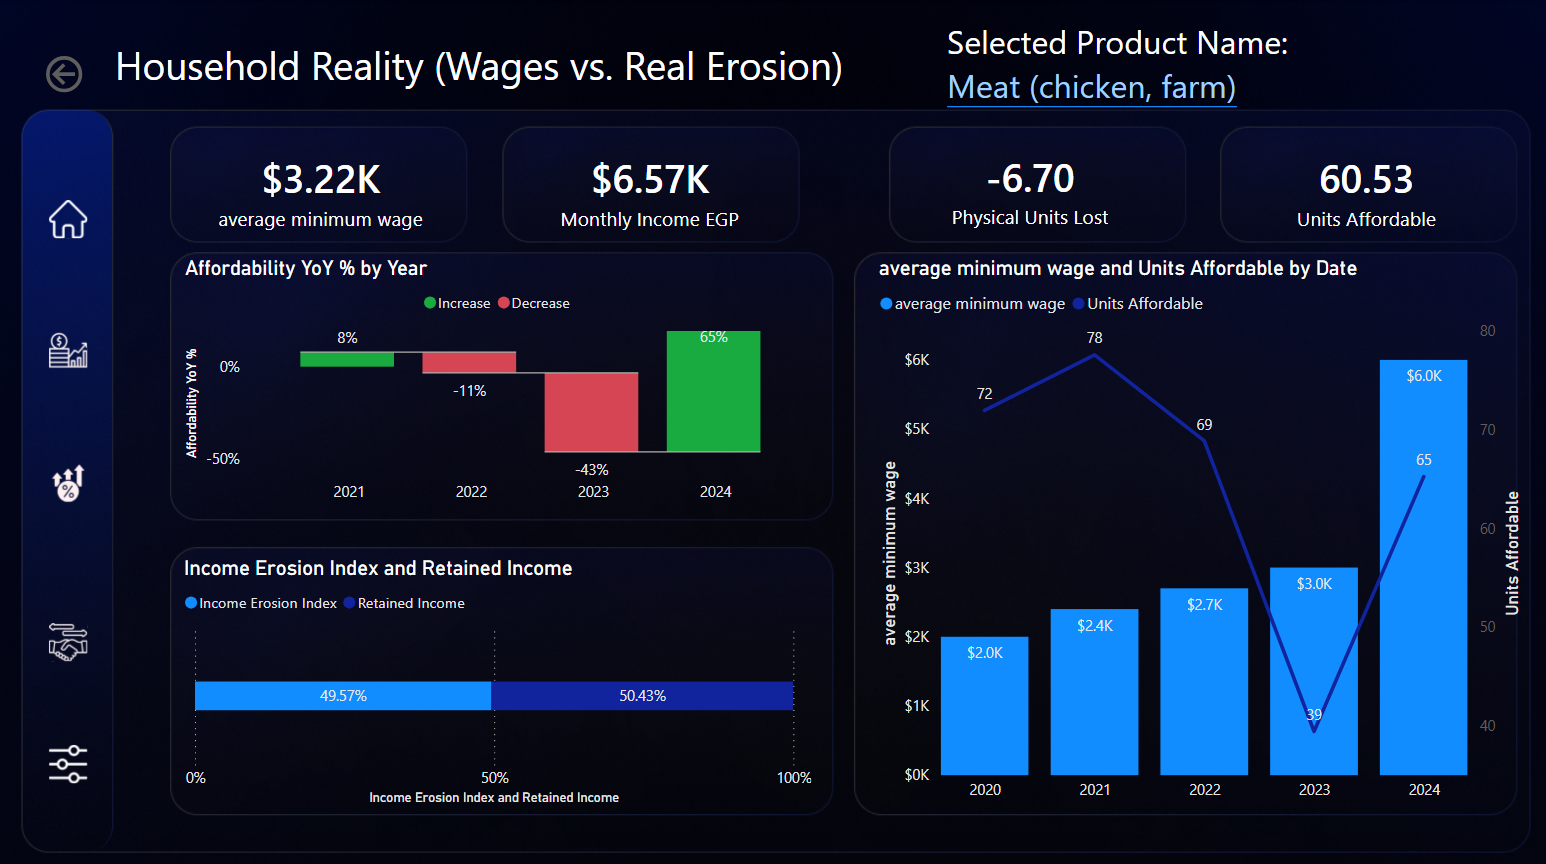 Household Reality (Wages vs. Real Erosion)
Selected Product Name:
Meat (chicken, farm)
$3.22K
average minimum wage
$6.57K
Monthly Income EGP
-6.70
Physical Units Lost
60.53
Units Affordable
Affordability YoY % by Year
Increase
Decrease
Affordability YoY %
0%
-50%
8%
-11%
-43%
65%
2021
2022
2023
2024
Income Erosion Index and Retained Income
Income Erosion Index
Retained Income
49.57%
50.43%
0%
50%
100%
Income Erosion Index and Retained Income
average minimum wage and Units Affordable by Date
average minimum wage
Units Affordable
average minimum wage
$6K
$5K
$4K
$3K
$2K
$1K
$0K
72
78
69
39
65
$2.0K
$2.4K
$2.7K
$3.0K
$6.0K
2020
2021
2022
2023
2024
80
70
60
50
40
Units Affordable